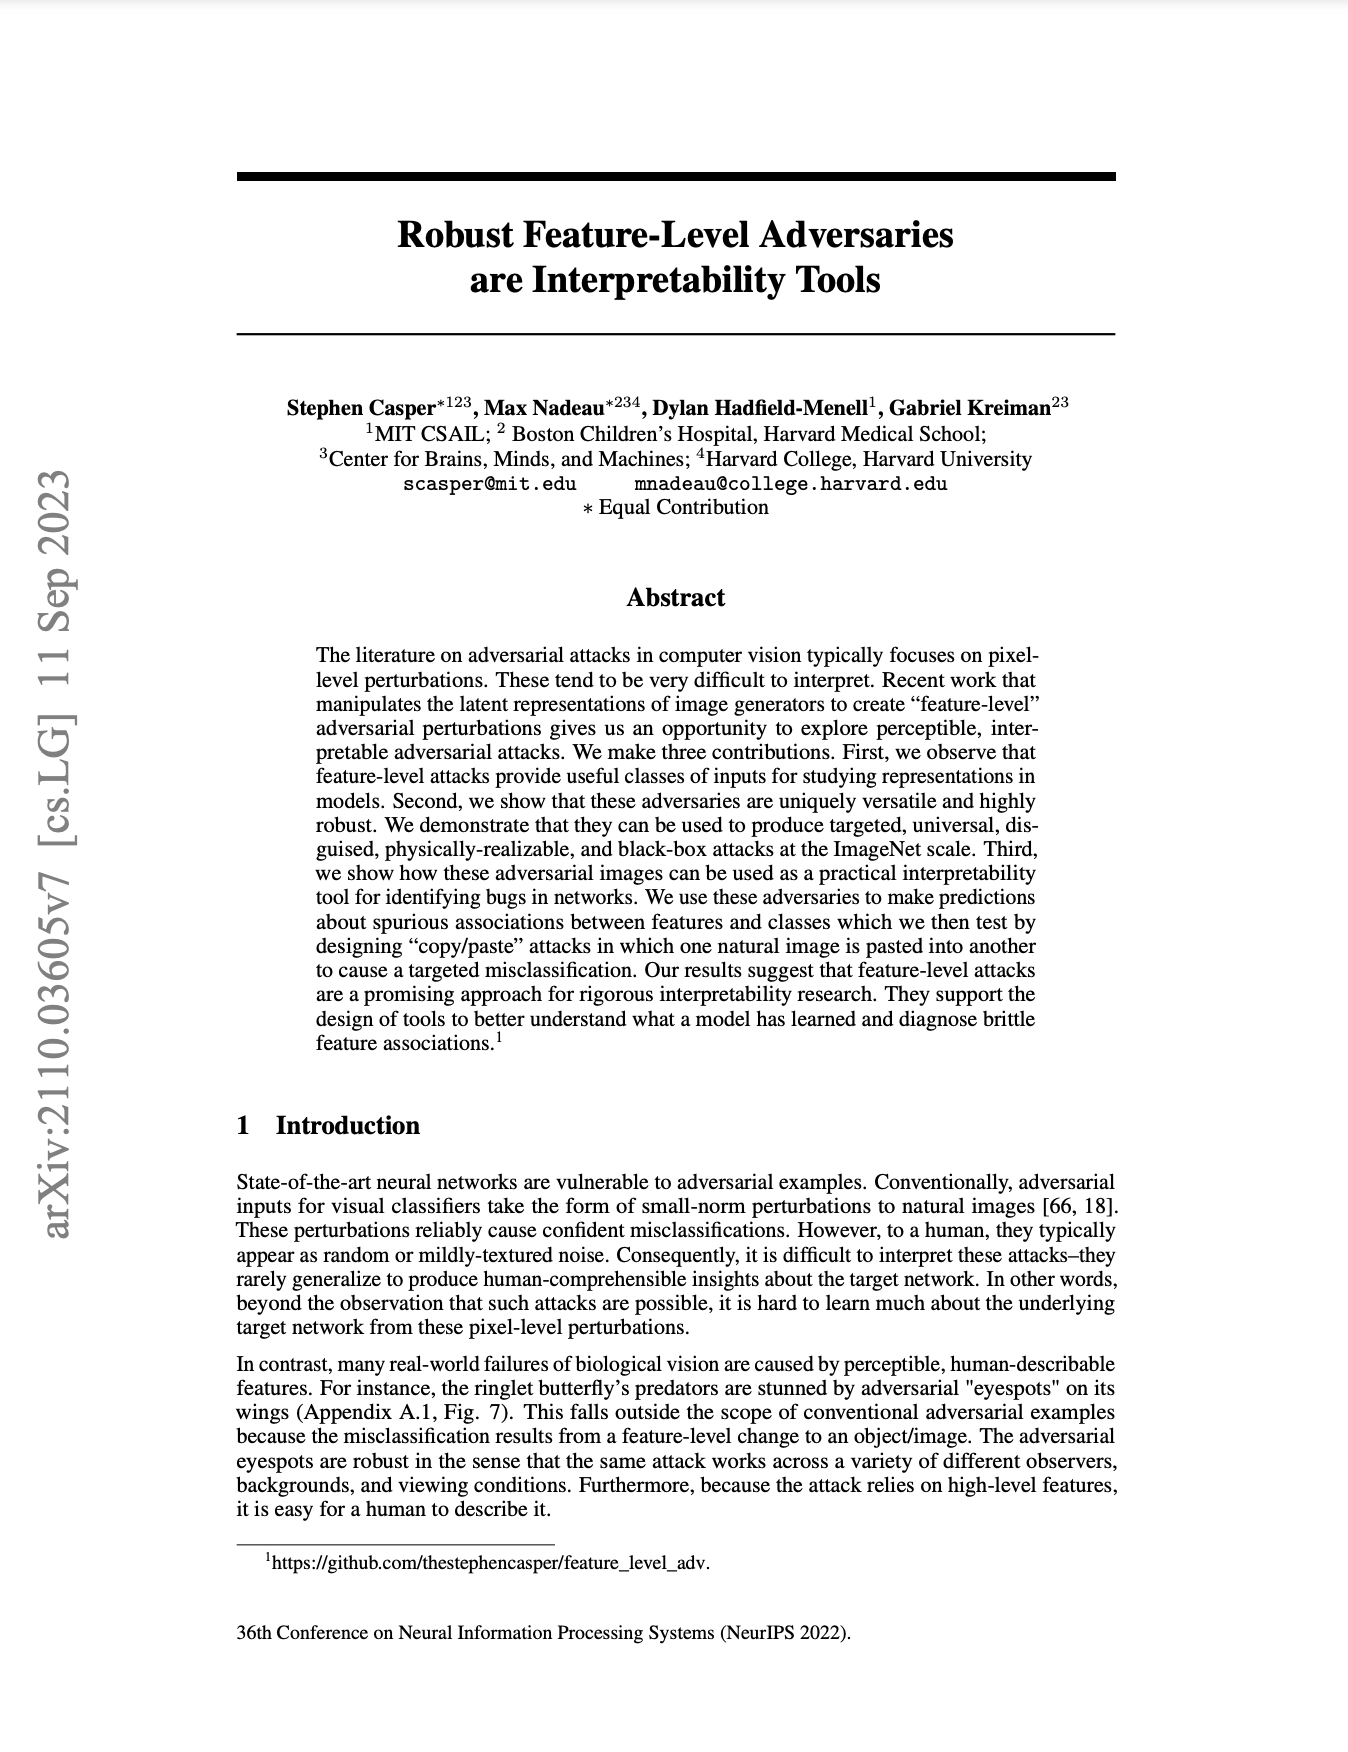 Robust Feature-Level Adversaries
are Interpretability Tools
Stephen Casper*123, Max Nadeau*234, Dylan Hadfield-Menell1, Gabriel Kreiman23
1MIT CSAIL; 2 Boston Children’s Hospital, Harvard Medical School;
3Center for Brains, Minds, and Machines; 4Harvard College, Harvard University
scasper@mit.edu mnadeau@college.harvard.edu
* Equal Contribution
Abstract
The literature on adversarial attacks in computer vision typically focuses on pixel-
level perturbations. These tend to be very difficult to interpret. Recent work that
manipulates the latent representations of image generators to create “feature-level”
adversarial perturbations gives us an opportunity to explore perceptible, inter-
pretable adversarial attacks. We make three contributions. First, we observe that
feature-level attacks provide useful classes of inputs for studying representations in
models. Second, we show that these adversaries are uniquely versatile and highly
robust. We demonstrate that they can be used to produce targeted, universal, dis-
guised, physically-realizable, and black-box attacks at the ImageNet scale. Third,
we show how these adversarial images can be used as a practical interpretability
tool for identifying bugs in networks. We use these adversaries to make predictions
about spurious associations between features and classes which we then test by
designing “copy/paste” attacks in which one natural image is pasted into another
to cause a targeted misclassification. Our results suggest that feature-level attacks
are a promising approach for rigorous interpretability research. They support the
design of tools to better understand what a model has learned and diagnose brittle
feature associations.1
1 Introduction
State-of-the-art neural networks are vulnerable to adversarial examples. Conventionally, adversarial
inputs for visual classifiers take the form of small-norm perturbations to natural images [66, 18].
These perturbations reliably cause confident misclassifications. However, to a human, they typically
appear as random or mildly-textured noise. Consequently, it is difficult to interpret these attacks–they
rarely generalize to produce human-comprehensible insights about the target network. In other words,
beyond the observation that such attacks are possible, it is hard to learn much about the underlying
target network from these pixel-level perturbations.
In contrast, many real-world failures of biological vision are caused by perceptible, human-describable
features. For instance, the ringlet butterfly’s predators are stunned by adversarial "eyespots" on its
wings (Appendix A.1, Fig. 7). This falls outside the scope of conventional adversarial examples
because the misclassification results from a feature-level change to an object/image. The adversarial
eyespots are robust in the sense that the same attack works across a variety of different observers,
backgrounds, and viewing conditions. Furthermore, because the attack relies on high-level features,
it is easy for a human to describe it.
1https://github.com/thestephencasper/feature_level_adv.
36th Conference on Neural Information Processing Systems (NeurIPS 2022).
arXiv:2110.03605v7 [cs.LG] 11 Sep 2023